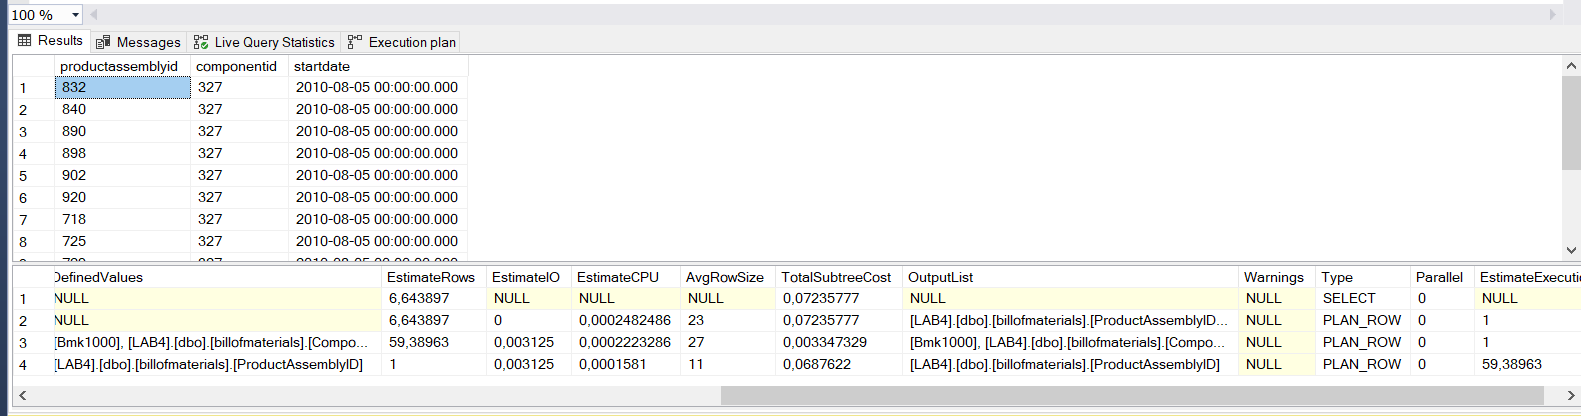 100 %
Results Messages Live Query Statistics Execution plan
productassemblyid componentid startdate
1 832 327 2010-08-05 00:00:00.000
2 840 327 2010-08-05 00:00:00.000
3 890 327 2010-08-05 00:00:00.000
4 898 327 2010-08-05 00:00:00.000
5 902 327 2010-08-05 00:00:00.000
6 920 327 2010-08-05 00:00:00.000
7 718 327 2010-08-05 00:00:00.000
8 725 327 2010-08-05 00:00:00.000
DefinedValues EstimateRows EstimateIO EstimateCPU AvgRowSize TotalSubtreeCost OutputList Warnings Type Parallel EstimateExecuti
1 NULL 6,643897 NULL NULL NULL 0,07235777 NULL NULL SELECT 0 NULL
2 NULL 6,643897 0 0,0002482486 23 0,07235777 [LAB4].[dbo].[billofmaterials].[ProductAssemblyID... NULL PLAN_ROW 0 1
3 [Bmk1000], [LAB4].[dbo].[billofmaterials].[Compo... 59,38963 0,003125 0,0002223286 27 0,003347329 [Bmk1000], [LAB4].[dbo].[billofmaterials].[Compo... NULL PLAN_ROW 0 1
4 [LAB4].[dbo].[billofmaterials].[ProductAssemblyID] 1 0,003125 0,0001581 11 0,0687622 [LAB4].[dbo].[billofmaterials].[ProductAssemblyID] NULL PLAN_ROW 0 59,38963